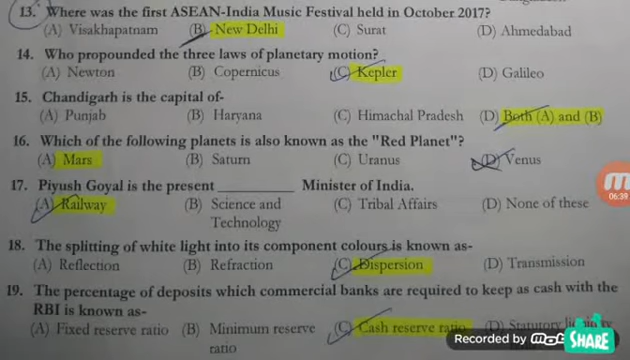 13. Where was the first ASEAN-India Music Festival held in October 2017?
(A) Visakhapatnam (B) New Delhi (C) Surat (D) Ahmedabad
14. Who propounded the three laws of planetary motion?
(A) Newton (B) Copernicus (C) Kepler (D) Galileo
15. Chandigarh is the capital of-
(A) Punjab (B) Haryana (C) Himachal Pradesh (D) Both (A) and (B)
16. Which of the following planets is also known as the "Red Planet"?
(A) Mars (B) Saturn (C) Uranus (D) Venus
17. Piyush Goyal is the present __________ Minister of India.
(A) Railway (B) Science and (C) Tribal Affairs (D) None of these
Technology
06:39
18. The splitting of white light into its component colours is known as-
(A) Reflection (B) Refraction (C) Dispersion (D) Transmission
19. The percentage of deposits which commercial banks are required to keep as cash with the
RBI is known as-
(A) Fixed reserve ratio (B) Minimum reserve (C) Cash reserve ratio (D) Statutory
ratio
Recorded by
SHARE